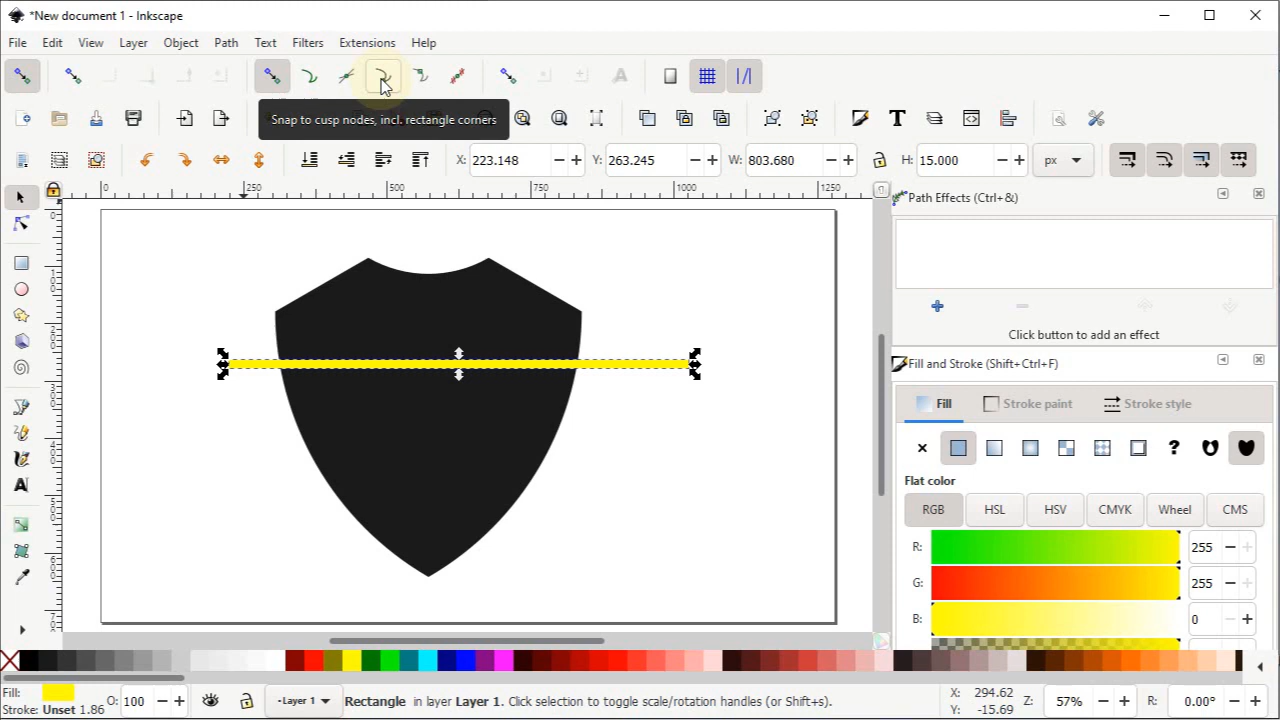 *New document 1 - Inkscape
File Edit View Layer Object Path Text Filters Extensions Help
Snap to cusp nodes, incl. rectangle corners
X: 223.148 Y: 263.245 W: 803.680 H: 15.000 px
0 250 500 750 1000 1250
Path Effects (Ctrl+&)
Click button to add an effect
Fill and Stroke (Shift+Ctrl+F)
Fill Stroke paint Stroke style
?
Flat color
RGB HSL HSV CMYK Wheel CMS
R: 255
G: 255
B: 0
Fill:
Stroke: Unset 1.86 O: 100 -Layer 1 Rectangle in layer Layer 1. Click selection to toggle scale/rotation handles (or Shift+s). X: 294.62 Y: -15.69 Z: 57% R: 0.00°